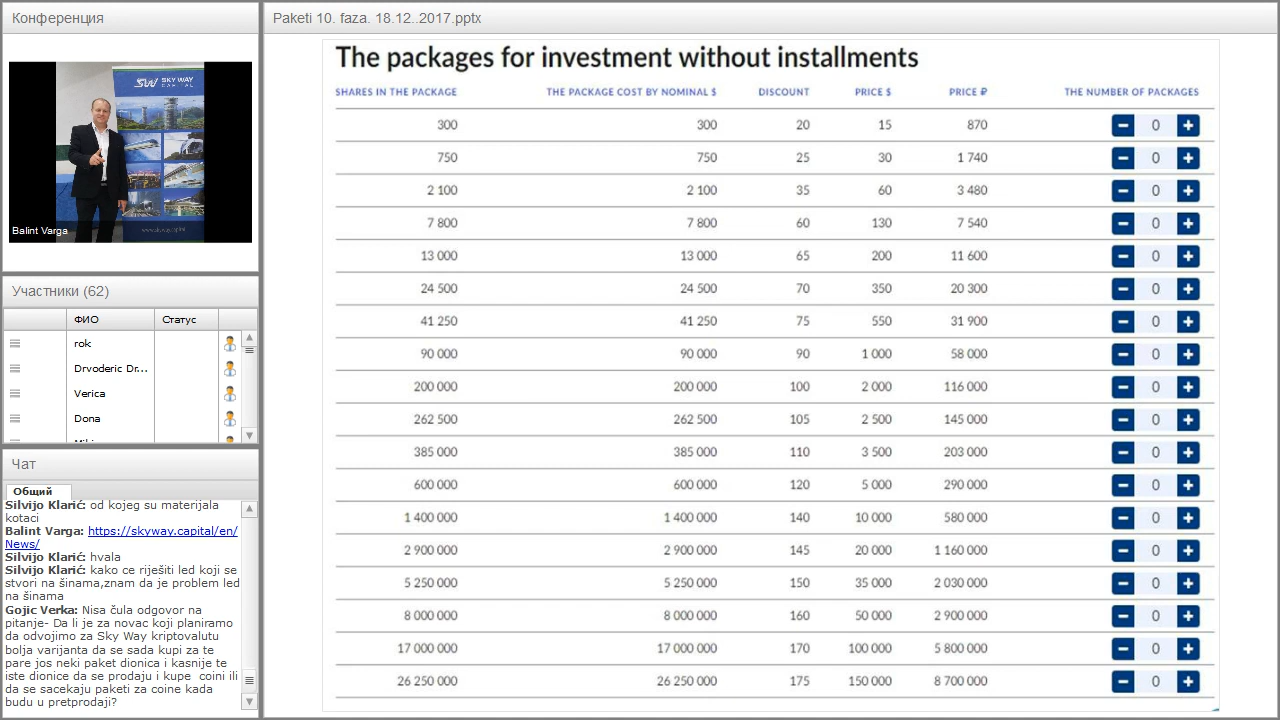 Конференция
SKY WAY
CAPITAL
Balint Varga
Участники (62)
ФИО Статус
rok
Drvoderic Dr...
Verica
Dona
Чат
Общий
Silvijo Klarić: od kojeg su materijala
kotaci
Balint Varga: https://skyway.capital/en/
News/
Silvijo Klarić: hvala
Silvijo Klarić: kako ce riješiti led koji se
stvori na šinama,znam da je problem led
na šinama
Gojic Verka: Nisa čula odgovor na
pitanje- Da li je za novac koji planiramo
da odvojimo za Sky Way kriptovalutu
bolja varijanta da se sada kupi za te
pare jos neki paket dionica i kasnije te
iste dionice da se prodaju i kupe coini ili
da se sacekaju paketi za coine kada
budu u pretprodaji?
Paketi 10. faza. 18.12..2017.pptx
The packages for investment without installments
SHARES IN THE PACKAGE THE PACKAGE COST BY NOMINAL $ DISCOUNT PRICE $ PRICE ₽ THE NUMBER OF PACKAGES
300 300 20 15 870 − 0 +
750 750 25 30 1 740 − 0 +
2 100 2 100 35 60 3 480 − 0 +
7 800 7 800 60 130 7 540 − 0 +
13 000 13 000 65 200 11 600 − 0 +
24 500 24 500 70 350 20 300 − 0 +
41 250 41 250 75 550 31 900 − 0 +
90 000 90 000 90 1 000 58 000 − 0 +
200 000 200 000 100 2 000 116 000 − 0 +
262 500 262 500 105 2 500 145 000 − 0 +
385 000 385 000 110 3 500 203 000 − 0 +
600 000 600 000 120 5 000 290 000 − 0 +
1 400 000 1 400 000 140 10 000 580 000 − 0 +
2 900 000 2 900 000 145 20 000 1 160 000 − 0 +
5 250 000 5 250 000 150 35 000 2 030 000 − 0 +
8 000 000 8 000 000 160 50 000 2 900 000 − 0 +
17 000 000 17 000 000 170 100 000 5 800 000 − 0 +
26 250 000 26 250 000 175 150 000 8 700 000 − 0 +